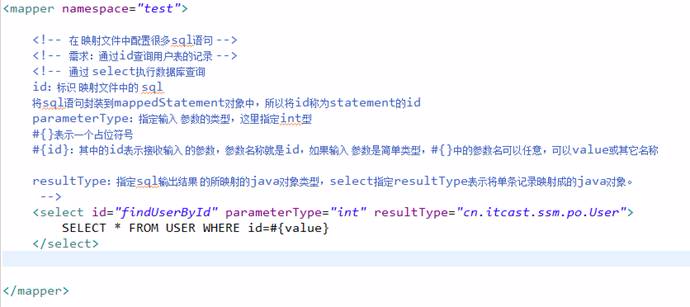 <mapper namespace="test">
<!-- 在映射文件中配置很多sql语句 -->
<!-- 需求：通过id查询用户表的记录 -->
<!-- 通过 select执行数据库查询
id：标识 映射文件中的 sql
将sql语句封装到mappedStatement对象中，所以将id称为statement的id
parameterType：指定输入 参数的类型，这里指定int型
#{}表示一个占位符号
#{id}：其中的id表示接收输入 的参数，参数名称就是id，如果输入 参数是简单类型，#{}中的参数名可以任意，可以value或其它名称
resultType：指定sql输出结果 的所映射的java对象类型，select指定resultType表示将单条记录映射成的java对象。
-->
<select id="findUserById" parameterType="int" resultType="cn.itcast.ssm.po.User">
SELECT * FROM USER WHERE id=#{value}
</select>
</mapper>